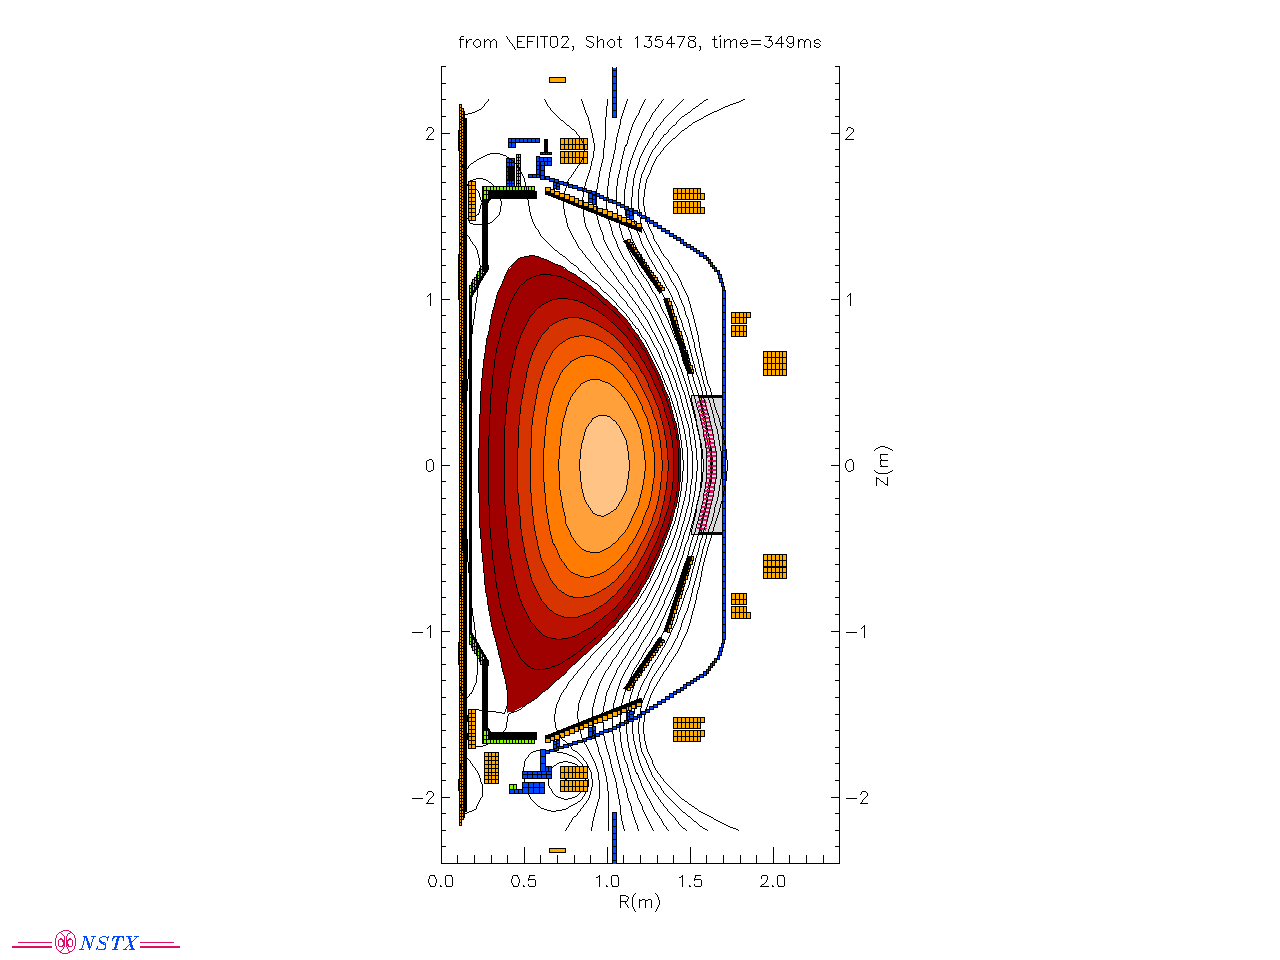 from \EFIT02, Shot 135478, time=349ms
2 2
1 1
0 0
Z(m)
-1 -1
-2 -2
0.0 0.5 1.0 1.5 2.0
R(m)
NSTX